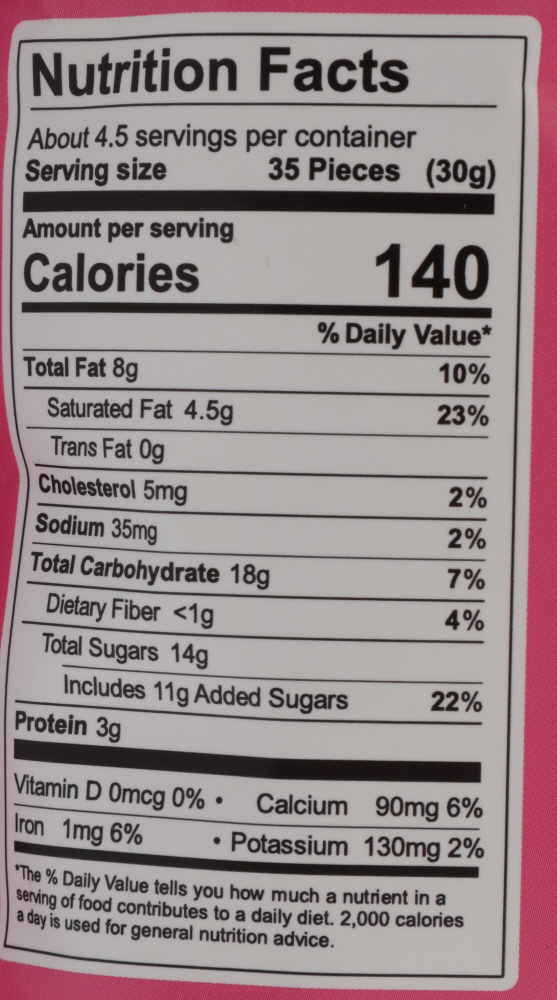 Nutrition Facts
About 4.5 servings per container
Serving size 35 Pieces (30g)
Amount per serving
Calories 140
% Daily Value*
Total Fat 8g 10%
Saturated Fat 4.5g 23%
Trans Fat 0g
Cholesterol 5mg 2%
Sodium 35mg 2%
Total Carbohydrate 18g 7%
Dietary Fiber <1g 4%
Total Sugars 14g
Includes 11g Added Sugars 22%
Protein 3g
Vitamin D 0mcg 0% • Calcium 90mg 6%
Iron 1mg 6% • Potassium 130mg 2%
*The % Daily Value tells you how much a nutrient in a
serving of food contributes to a daily diet. 2,000 calories
a day is used for general nutrition advice.